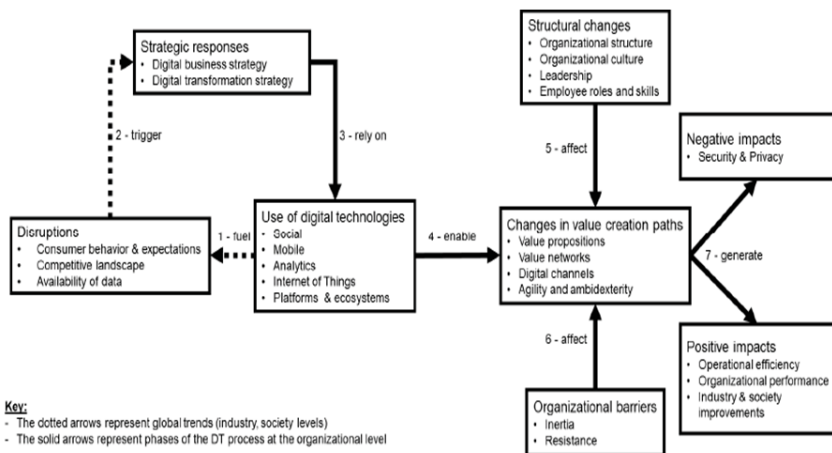 Strategic responses
• Digital business strategy
• Digital transformation strategy
Structural changes
• Organizational structure
• Organizational culture
• Leadership
• Employee roles and skills
2 - trigger
3 - rely on
5 - affect
Negative impacts
• Security & Privacy
Disruptions
• Consumer behavior & expectations
• Competitive landscape
• Availability of data
1 - fuel
Use of digital technologies
• Social
• Mobile
• Analytics
• Internet of Things
• Platforms & ecosystems
4 - enable
Changes in value creation paths
• Value propositions
• Value networks
• Digital channels
• Agility and ambidexterity
7 - generate
6 - affect
Positive impacts
• Operational efficiency
• Organizational performance
• Industry & society
improvements
Organizational barriers
• Inertia
• Resistance
Key:
- The dotted arrows represent global trends (industry, society levels)
- The solid arrows represent phases of the DT process at the organizational level